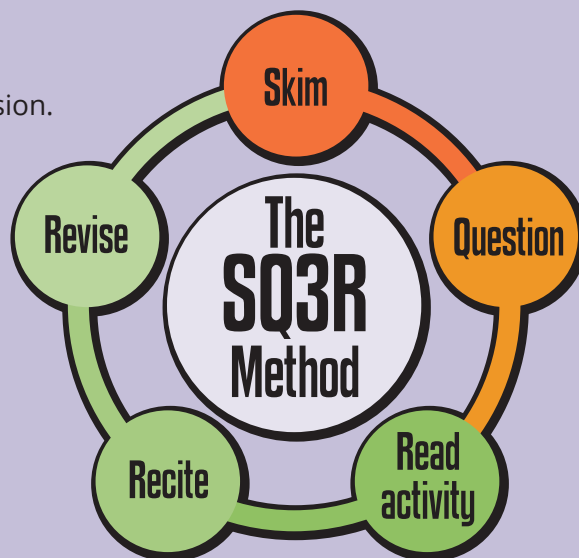 sion.
Skim
Question
Read
activity
Recite
Revise
The
SQ3R
Method